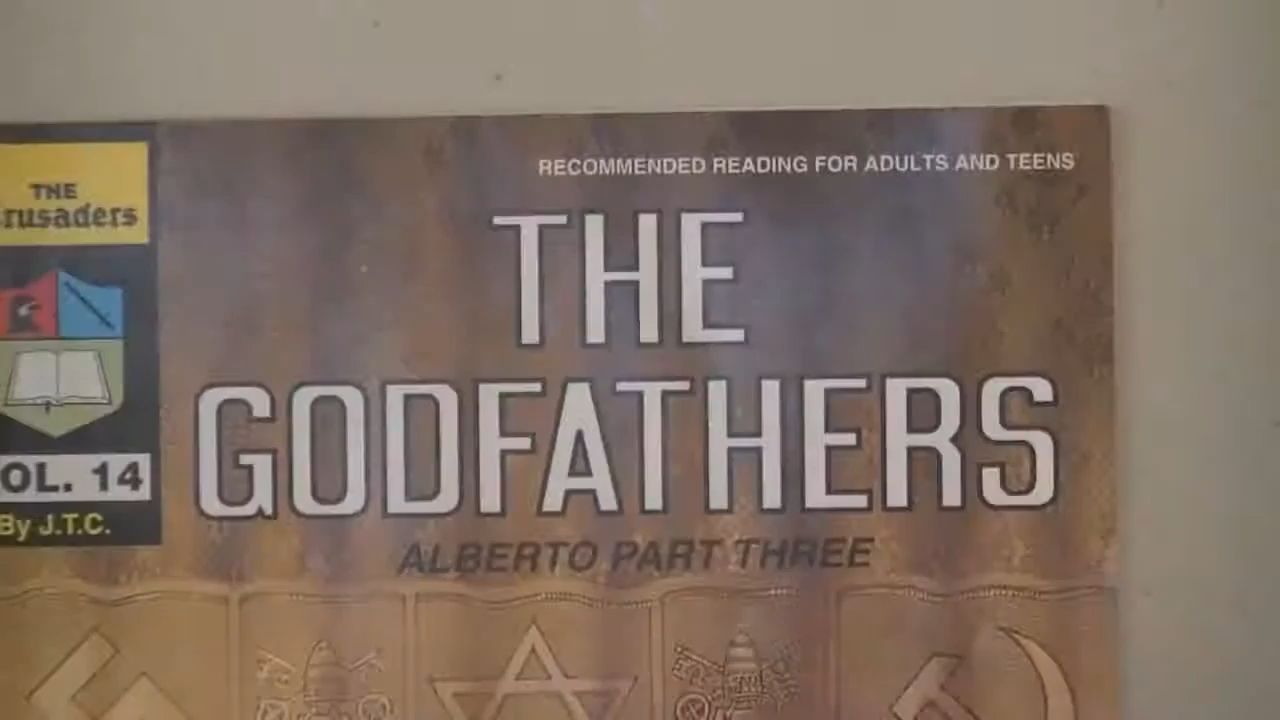 RECOMMENDED READING FOR ADULTS AND TEENS
THE
rusaders
THE
GODFATHERS
OL. 14
By J.T.C.
ALBERTO PART THREE